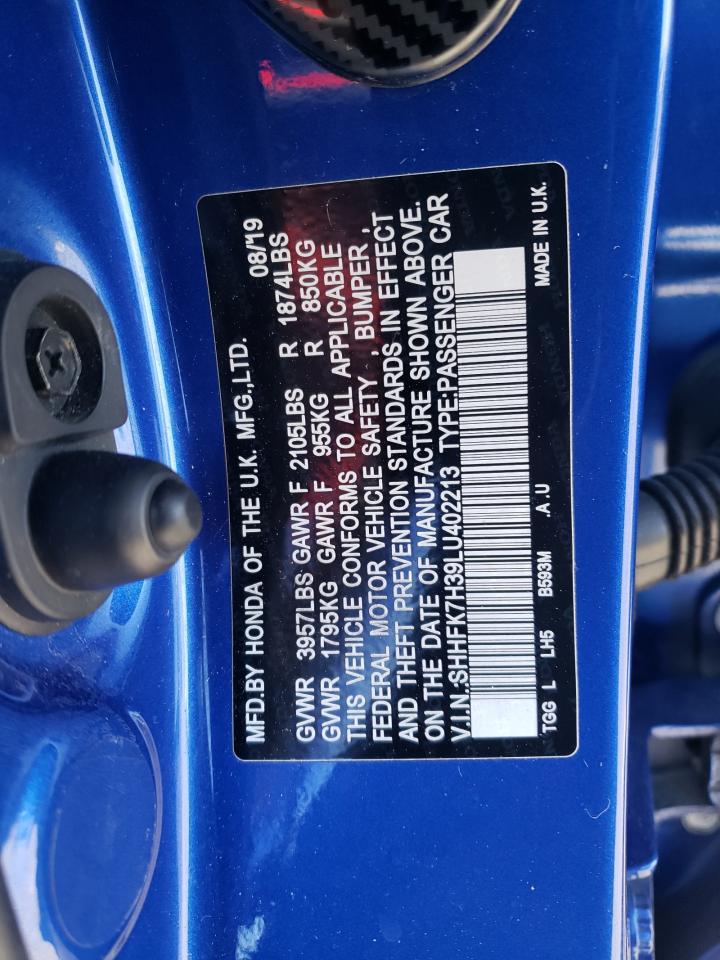 MFD.BY HONDA OF THE U.K. MFG.,LTD. 08/19
GVWR 3957LBS GAWR F 2105LBS R 1874LBS
GVWR 1795KG GAWR F 955KG R 850KG
THIS VEHICLE CONFORMS TO ALL APPLICABLE
FEDERAL MOTOR VEHICLE SAFETY , BUMPER ,
AND THEFT PREVENTION STANDARDS IN EFFECT
ON THE DATE OF MANUFACTURE SHOWN ABOVE.
V.I.N.:SHHFK7H39LU402213 TYPE:PASSENGER CAR
TGG L LH5 B593M .A.U MADE IN U.K.